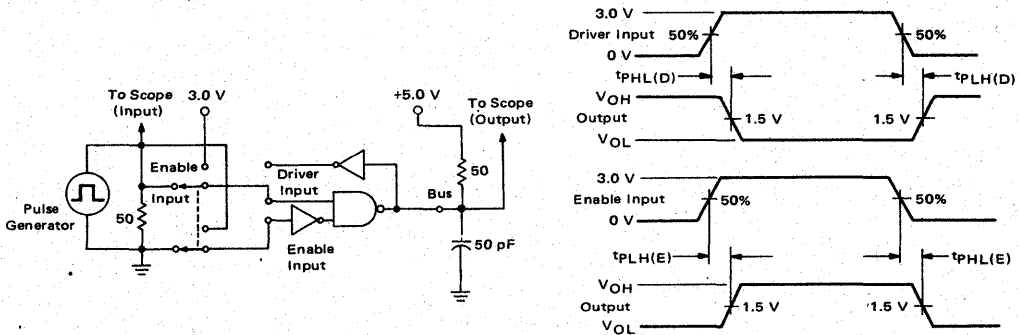 To Scope
(Input)
3.0 V
+5.0 V
To Scope
(Output)
Enable
Input
Driver
Input
Bus
50
Pulse
Generator
50
Enable
Input
50 pF
3.0 V
Driver Input
50%
50%
0 V
tPHL(D)
tPLH(D)
VOH
Output
1.5 V
1.5 V
VOL
3.0 V
Enable Input
50%
50%
0 V
tPLH(E)
tPHL(E)
VOH
Output
1.5 V
1.5 V
VOL